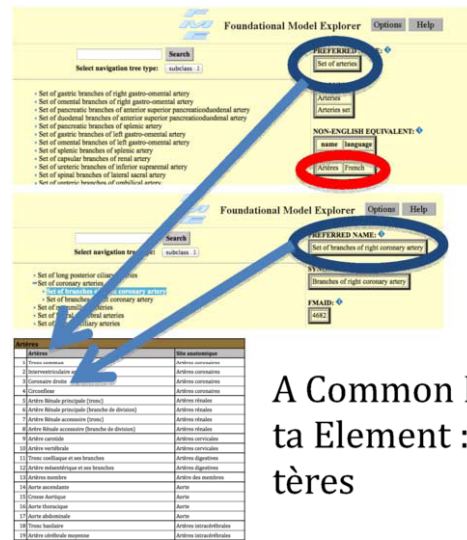 Foundational Model Explorer Options Help
Search
Select navigation tree type: subclass
PREFERRED
Set of arteries
Arteries
Arteries set
NON-ENGLISH EQUIVALENT:
name language
Artères French
Set of gastric branches of right gastro-omental artery
Set of omental branches of right gastro-omental artery
Set of pancreatic branches of anterior superior pancreaticoduodenal artery
Set of duodenal branches of anterior superior pancreaticoduodenal artery
Set of pancreatic branches of splenic artery
Set of gastric branches of left gastro-omental artery
Set of omental branches of left gastro-omental artery
Set of splenic branches of splenic artery
Set of capsular branches of renal artery
Set of ureteric branches of inferior suprarenal artery
Set of spinal branches of lateral sacral artery
Set of ureteric branches of umbilical artery
Foundational Model Explorer Options Help
Search
Select navigation subclass
PREFERRED NAME:
Set of branches of right coronary artery
Branches of right coronary artery
FMAID:
4682
Set of long posterior ciliary
Set of coronary arteries
Set of branches coronary artery
Set of branches coronary artery
Artères
Artères Site anatomique
1 Tronc commun Artères coronaires
2 Interventriculaire Artères coronaires
3 Coronaire droite Artères coronaires
4 Circonflexe Artères coronaires
5 Artère Rénale principale (tronc) Artères rénales
6 Artère Rénale principale (branche de division) Artères rénales
7 Artère Rénale accessoire (tronc) Artères rénales
8 Artère Rénale accessoire (branche de division) Artères rénales
9 Artère carotide Artères cervicales
10 Artère vertébrale Artères cervicales
11 Tronc coeliaque et ses branches Artères digestives
12 Artère mésentérique et ses branches Artères digestives
13 Artères membre Artère des membres
14 Aorte ascendante Aorte
15 Crosse Aortique Aorte
16 Aorte thoracique Aorte
17 Aorte abdominale Aorte
18 Tronc basilaire Artères intracérébrales
19 Artère cérébrale moyenne Artères intracérébrales
A Common
ta Element :
tères